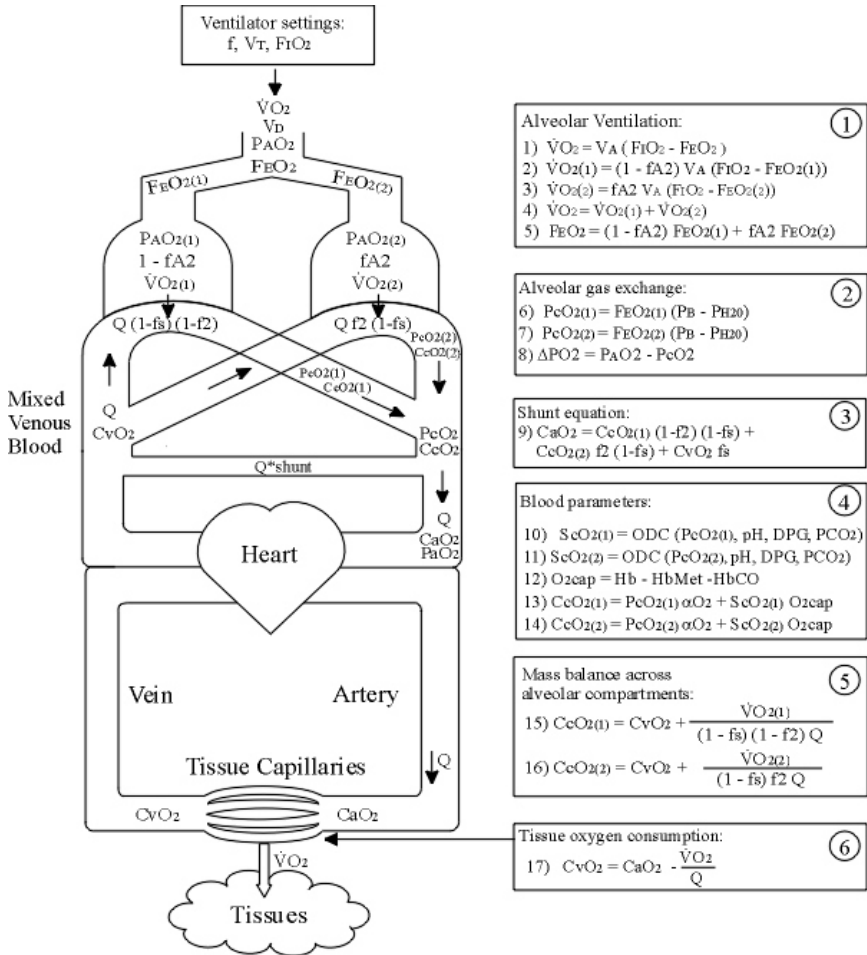 Ventilator settings:
f, VT, FIO2
V̇O2
VD
PAO2
FEO2
FEO2(1)
FEO2(2)
PAO2(1)
1 - fA2
V̇O2(1)
PAO2(2)
fA2
V̇O2(2)
Q (1-fs) (1-f2)
Q f2 (1-fs)
PcO2(2)
CcO2(2)
PcO2(1)
CcO2(1)
Mixed
Venous
Blood
Q
CvO2
PcO2
CcO2
Q*shunt
Q
CaO2
PaO2
Heart
Vein
Artery
Tissue Capillaries
Q
CvO2
CaO2
V̇O2
Tissues
Alveolar Ventilation:
1
1) V̇O2 = VA ( FIO2 - FEO2 )
2) V̇O2(1) = (1 - fA2) VA (FIO2 - FEO2(1))
3) V̇O2(2) = fA2 VA (FIO2 - FEO2(2))
4) V̇O2 = V̇O2(1) + V̇O2(2)
5) FEO2 = (1 - fA2) FEO2(1) + fA2 FEO2(2)
Alveolar gas exchange:
2
6) PcO2(1) = FEO2(1) (PB - PH20)
7) PcO2(2) = FEO2(2) (PB - PH20)
8) ΔPO2 = PAO2 - PcO2
Shunt equation:
3
9) CaO2 = CcO2(1) (1-f2) (1-fs) +
CcO2(2) f2 (1-fs) + CvO2 fs
Blood parameters:
4
10) ScO2(1) = ODC (PcO2(1), pH, DPG, PCO2)
11) ScO2(2) = ODC (PcO2(2), pH, DPG, PCO2)
12) O2cap = Hb - HbMet -HbCO
13) CcO2(1) = PcO2(1) αO2 + ScO2(1) O2cap
14) CcO2(2) = PcO2(2) αO2 + ScO2(2) O2cap
Mass balance across
alveolar compartments:
5
15) CcO2(1) = CvO2 + V̇O2(1) / (1 - fs) (1 - f2) Q
16) CcO2(2) = CvO2 + V̇O2(2) / (1 - fs) f2 Q
Tissue oxygen consumption:
6
17) CvO2 = CaO2 - V̇O2 / Q